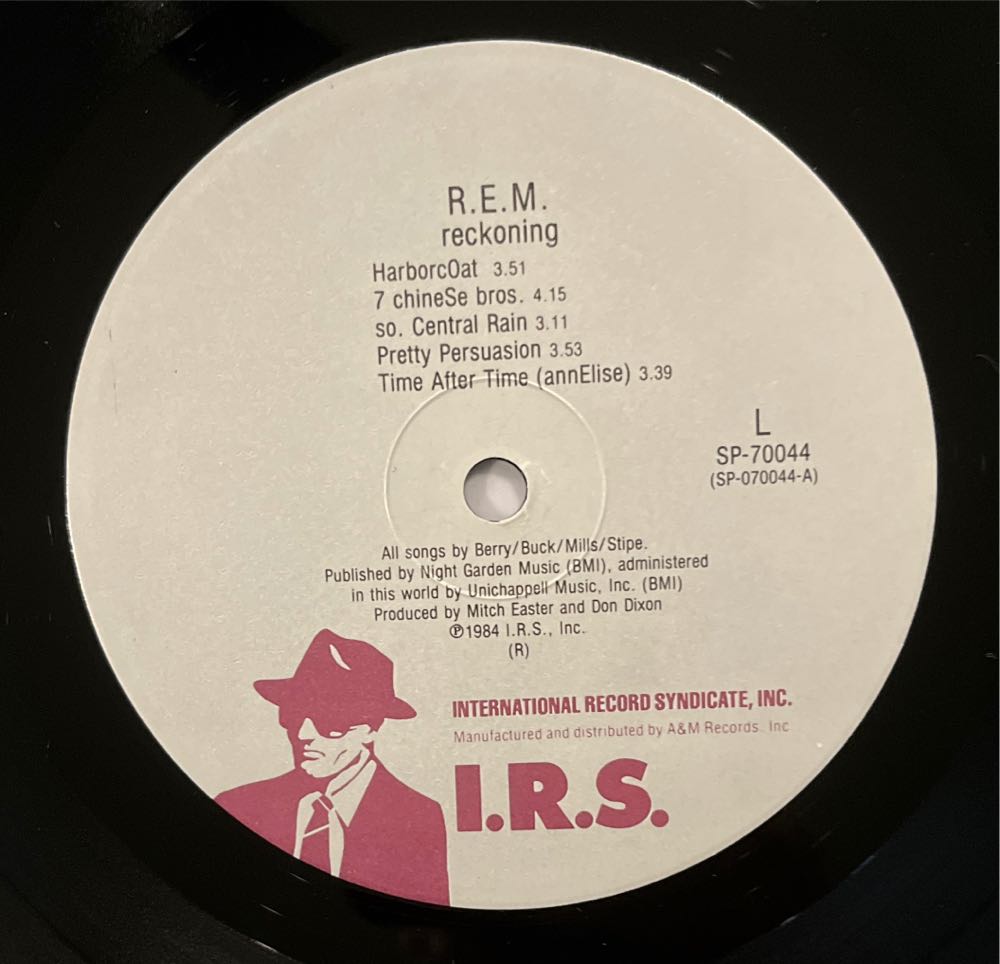 R.E.M.
reckoning
HarborcOat 3.51
7 chineSe bros. 4.15
so. Central Rain 3.11
Pretty Persuasion 3.53
Time After Time (annElise) 3.39
L
SP-70044
(SP-070044-A)
All songs by Berry/Buck/Mills/Stipe.
Published by Night Garden Music (BMI), administered
in this world by Unichappell Music, Inc. (BMI)
Produced by Mitch Easter and Don Dixon
℗1984 I.R.S., Inc.
(R)
INTERNATIONAL RECORD SYNDICATE, INC.
Manufactured and distributed by A&M Records, Inc
I.R.S.